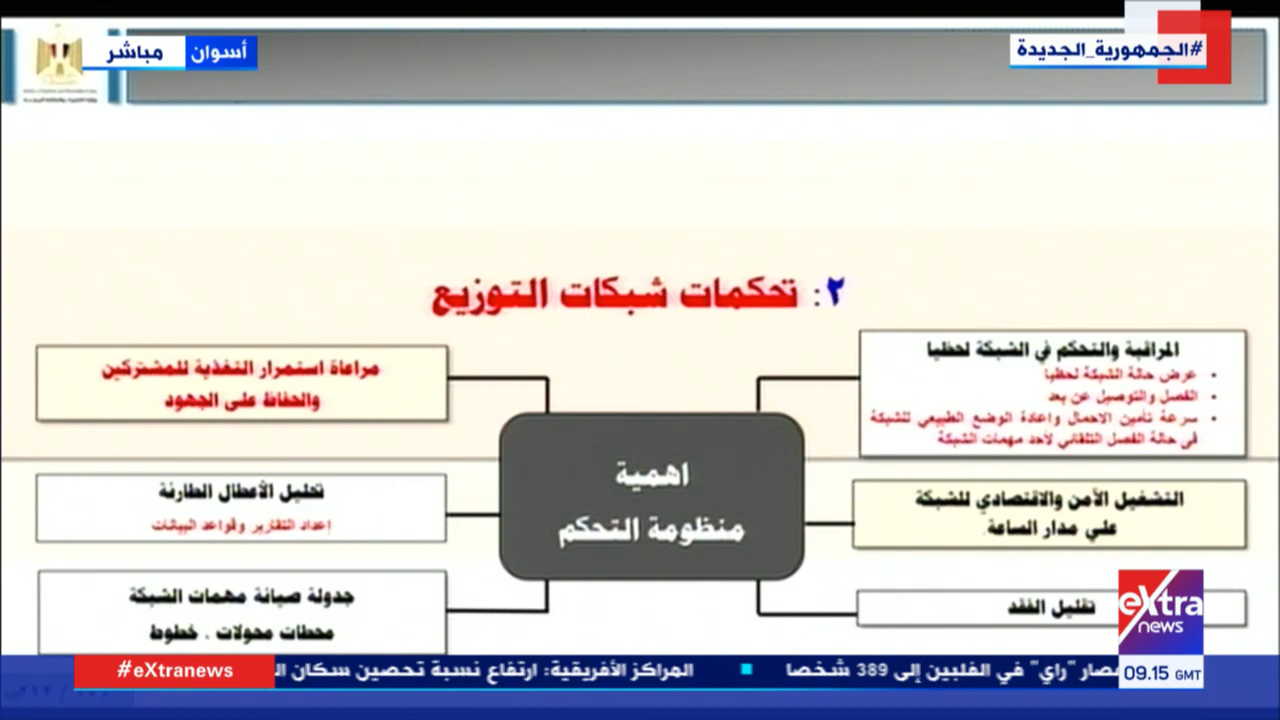 #الجمهورية_الجديدة
أسوان مباشر
٢: تحكمات شبكات التوزيع
المراقبة والتحكم في الشبكة لحظيا
• عرض حالة الشبكة لحظيا
• الفصل والتوصيل عن بعد
• سرعة تأمين الاحمال واعادة الوضع الطبيعي للشبكة
فى حالة الفصل التلقائي لأحد مهمات الشبكة
مراعاة استمرار التغذية للمشتركين
والحفاظ على الجهود
اهمية
منظومة التحكم
التشغيل الآمن والاقتصادي للشبكة
علي مدار الساعة.
تحليل الأعطال الطارئة
إعداد التقارير وقواعد البيانات
تقليل الفقد
جدولة صيانة مهمات الشبكة
محطات محولات . خطوط
eXtra
news
09.15 GMT
صار "راي" في الفلبين إلى 389 شخصا ■ المراكز الأفريقية: ارتفاع نسبة تحصين سكان
#eXtranews